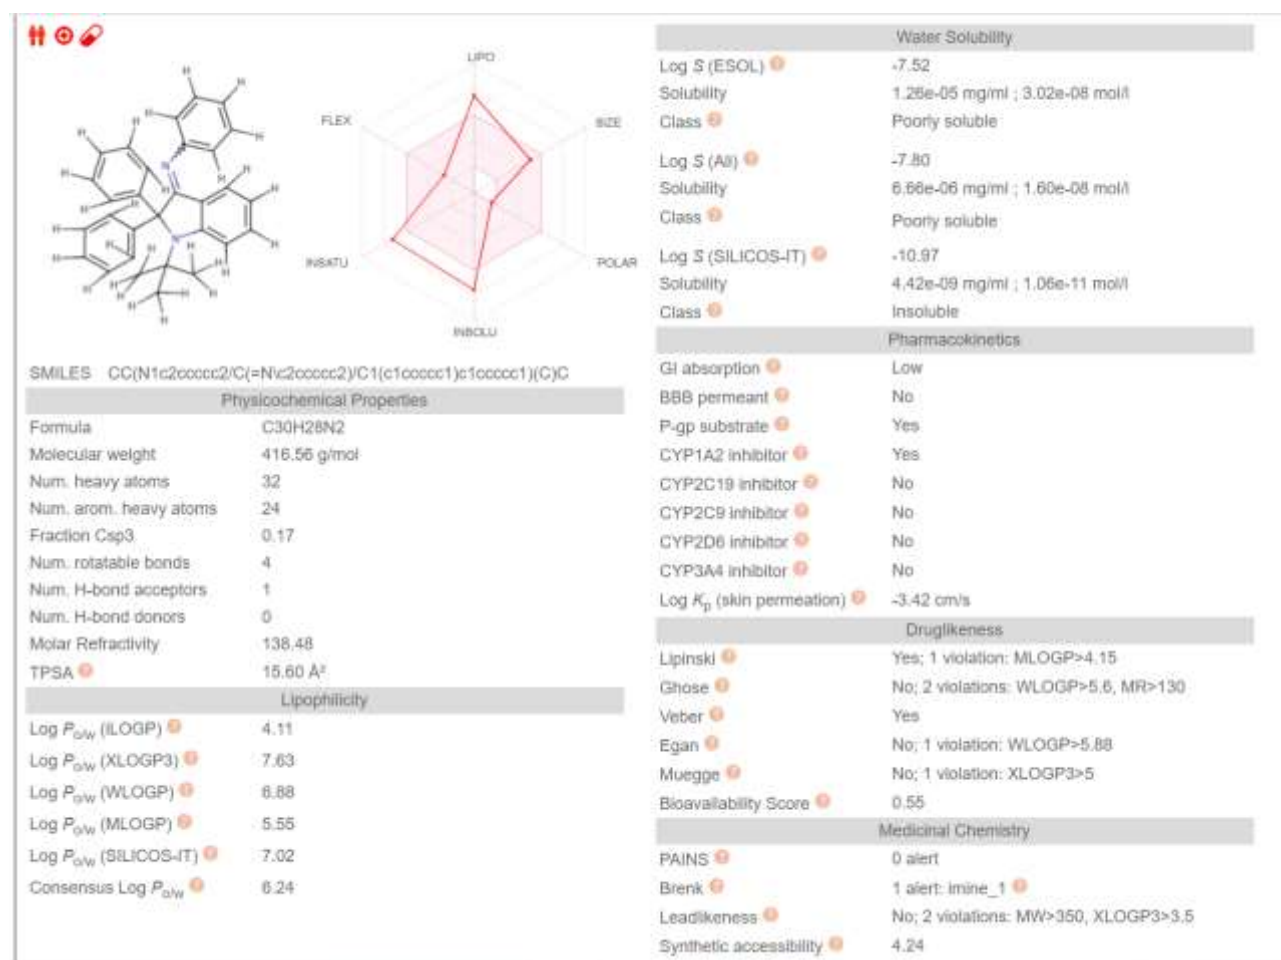 LIPO
FLEX
SIZE
INSATU
POLAR
INSOLU
SMILES CC(N1c2ccccc2/C(=N\c2ccccc2)/C1(c1ccccc1)c1ccccc1)(C)C
Physicochemical Properties
Formula C30H28N2
Molecular weight 416.56 g/mol
Num. heavy atoms 32
Num. arom. heavy atoms 24
Fraction Csp3 0.17
Num. rotatable bonds 4
Num. H-bond acceptors 1
Num. H-bond donors 0
Molar Refractivity 138.48
TPSA 15.60 Å²
Lipophilicity
Log Po/w (iLOGP) 4.11
Log Po/w (XLOGP3) 7.63
Log Po/w (WLOGP) 6.88
Log Po/w (MLOGP) 5.55
Log Po/w (SILICOS-IT) 7.02
Consensus Log Po/w 6.24
Water Solubility
Log S (ESOL) -7.52
Solubility 1.26e-05 mg/ml ; 3.02e-08 mol/l
Class Poorly soluble
Log S (Ali) -7.80
Solubility 6.66e-06 mg/ml ; 1.60e-08 mol/l
Class Poorly soluble
Log S (SILICOS-IT) -10.97
Solubility 4.42e-09 mg/ml ; 1.06e-11 mol/l
Class Insoluble
Pharmacokinetics
GI absorption Low
BBB permeant No
P-gp substrate Yes
CYP1A2 inhibitor Yes
CYP2C19 inhibitor No
CYP2C9 inhibitor No
CYP2D6 inhibitor No
CYP3A4 inhibitor No
Log Kp (skin permeation) -3.42 cm/s
Druglikeness
Lipinski Yes; 1 violation: MLOGP>4.15
Ghose No; 2 violations: WLOGP>5.6, MR>130
Veber Yes
Egan No; 1 violation: WLOGP>5.88
Muegge No; 1 violation: XLOGP3>5
Bioavailability Score 0.55
Medicinal Chemistry
PAINS 0 alert
Brenk 1 alert: imine_1
Leadlikeness No; 2 violations: MW>350, XLOGP3>3.5
Synthetic accessibility 4.24